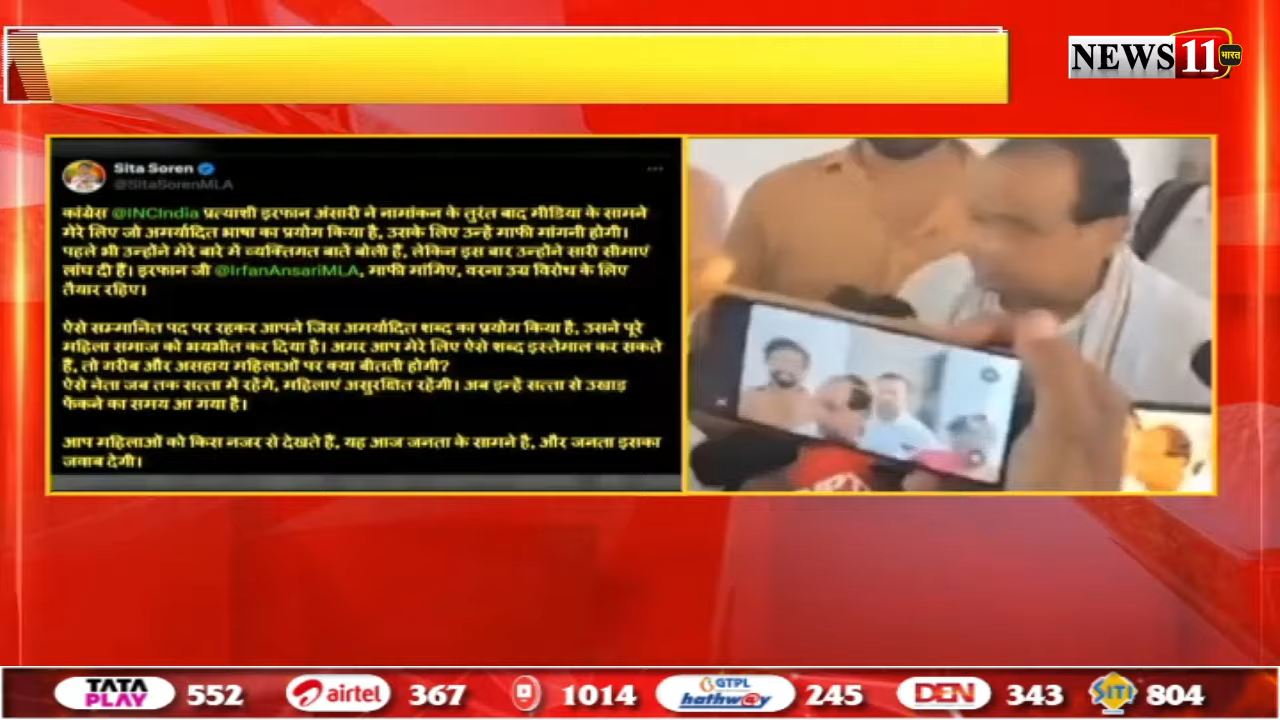 NEWS 11 भारत
Sita Soren
@SitaSorenMLA
कांग्रेस @INCIndia प्रत्याशी इरफान अंसारी ने नामांकन के तुरंत बाद मीडिया के सामने
मेरे लिए जो अमर्यादित भाषा का प्रयोग किया है, उसके लिए उन्हें माफी मांगनी होगी।
पहले भी उन्होंने मेरे बारे में व्यक्तिगत बातें बोली हैं, लेकिन इस बार उन्होंने सारी सीमाएं
लांघ दी हैं। इरफान जी @IrfanAnsariMLA, माफी मांगिए, वरना उग्र विरोध के लिए
तैयार रहिए।
ऐसे सम्मानित पद पर रहकर आपने जिस अमर्यादित शब्द का प्रयोग किया है, उसने पूरे
महिला समाज को भयभीत कर दिया है। अगर आप मेरे लिए ऐसे शब्द इस्तेमाल कर सकते
हैं, तो गरीब और असहाय महिलाओं पर क्या बीतती होगी?
ऐसे नेता जब तक सत्ता में रहेंगे, महिलाएं असुरक्षित रहेंगी। अब इन्हें सत्ता से उखाड़
फेंकने का समय आ गया है।
आप महिलाओं को किस नजर से देखते हैं, यह आज जनता के सामने है, और जनता इसका
जवाब देगी।
TATA PLAY 552 airtel 367 1014 GTPL hathw@y 245 DEN 343 SITI 804